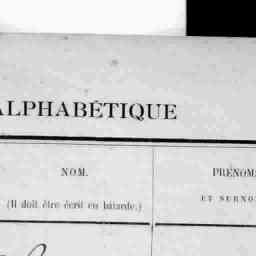 ALPHABÉTIQUE
NOM.
(Il doit être écrit en bâtarde.)
PRÉNOM
ET SURNO